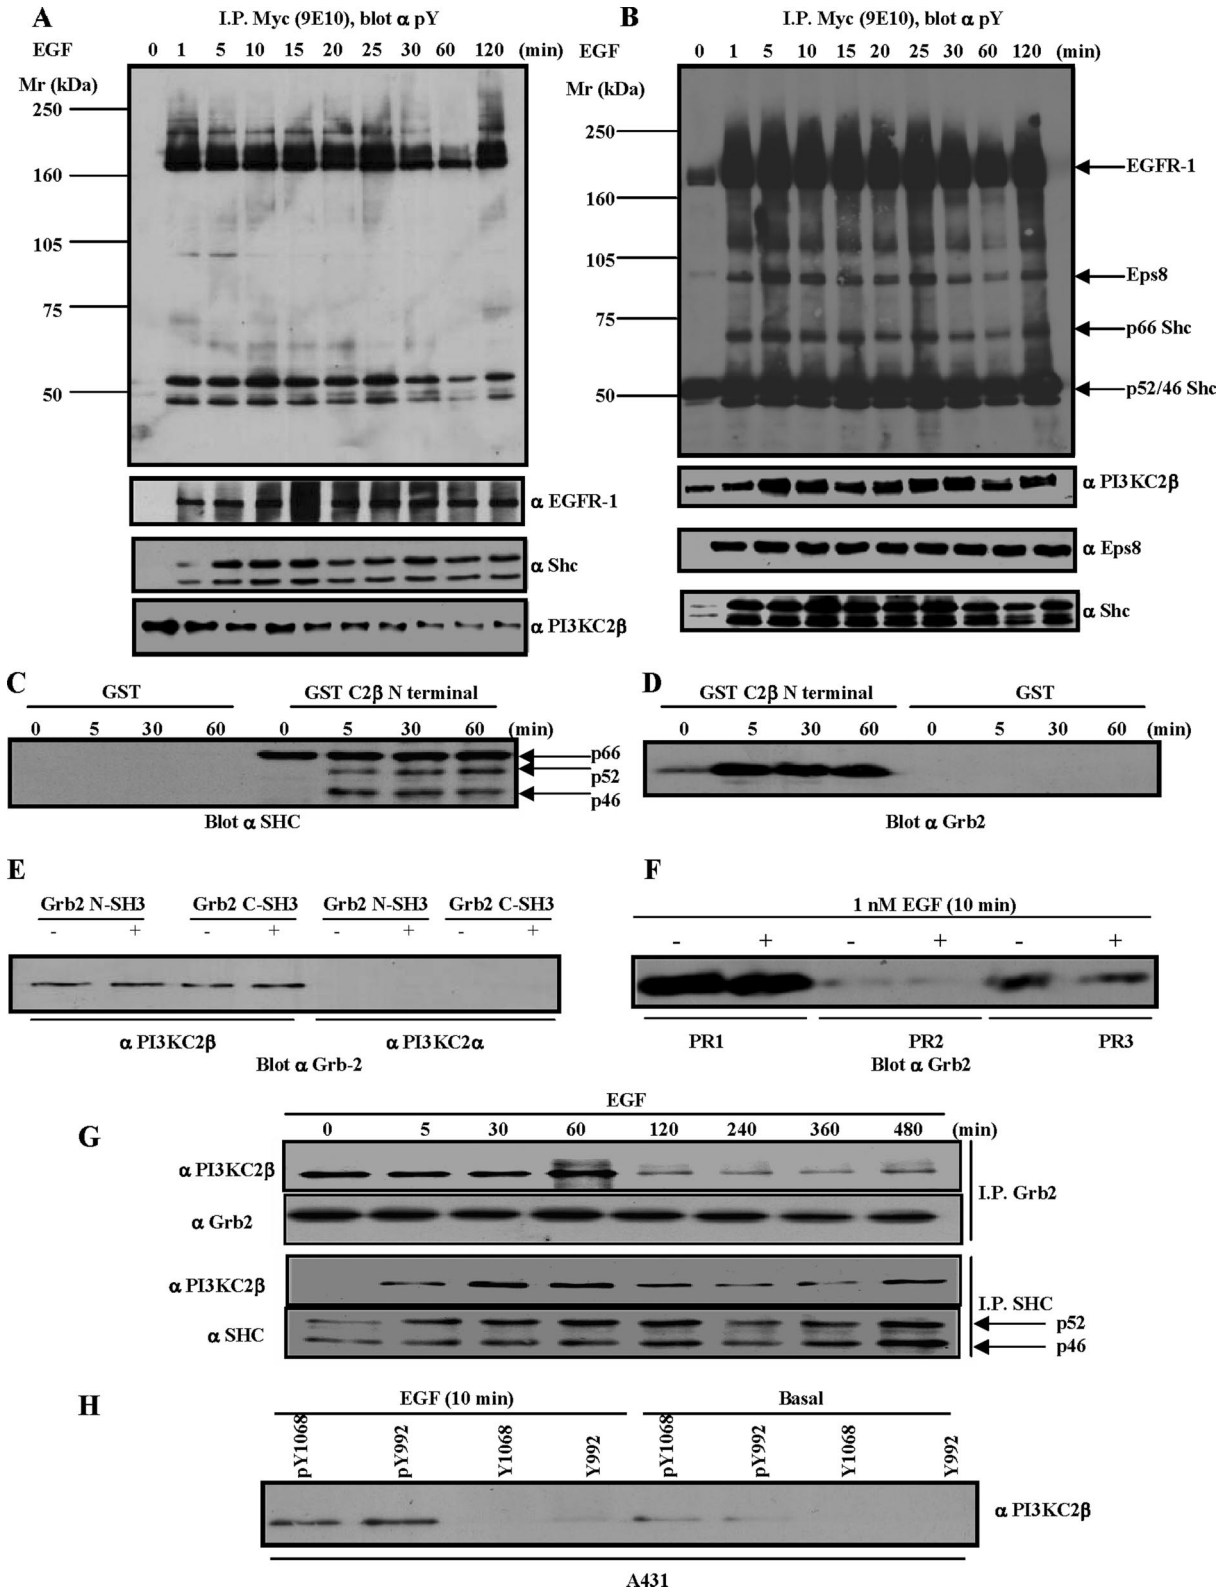 A
I.P. Myc (9E10), blot α pY
EGF 0 1 5 10 15 20 25 30 60 120 (min)
Mr (kDa)
250
160
105
75
50
α EGFR-1
α Shc
α PI3KC2β
B
I.P. Myc (9E10), blot α pY
EGF 0 1 5 10 15 20 25 30 60 120 (min)
Mr (kDa)
250
160
105
75
50
EGFR-1
Eps8
p66 Shc
p52/46 Shc
α PI3KC2β
α Eps8
α Shc
C
GST GST C2β N terminal
0 5 30 60 0 5 30 60 (min)
p66
p52
p46
Blot α SHC
D
GST C2β N terminal GST
0 5 30 60 0 5 30 60 (min)
Blot α Grb2
E
Grb2 N-SH3 Grb2 C-SH3 Grb2 N-SH3 Grb2 C-SH3
- + - + - + - +
α PI3KC2β α PI3KC2α
Blot α Grb-2
F
1 nM EGF (10 min)
- + - + - +
PR1 PR2 PR3
Blot α Grb2
G
EGF
0 5 30 60 120 240 360 480 (min)
α PI3KC2β
α Grb2
I.P. Grb2
α PI3KC2β
α SHC
I.P. SHC
p52
p46
H
EGF (10 min) Basal
pY1068 pY992 Y1068 Y992 pY1068 pY992 Y1068 Y992
α PI3KC2β
A431